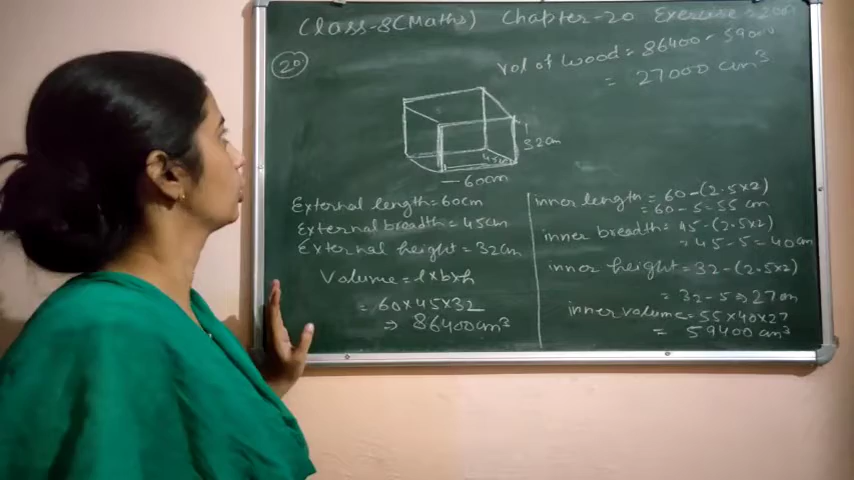 Class-8(Maths) Chapter-20 Exercise-20
20
vol of wood = 86400 - 59400
= 27000 cm³
32cm
45cm
60cm
External length=60cm
External breadth=45cm
External height=32cm
Volume=l×b×h
= 60×45×32
⇒ 86400cm³
inner length = 60-(2.5×2)
= 60-5=55 cm
inner breadth= 45-(2.5×2)
=45-5=40cm
inner height=32-(2.5×2)
=32-5⇒27cm
inner volume=55×40×27
= 59400 cm³